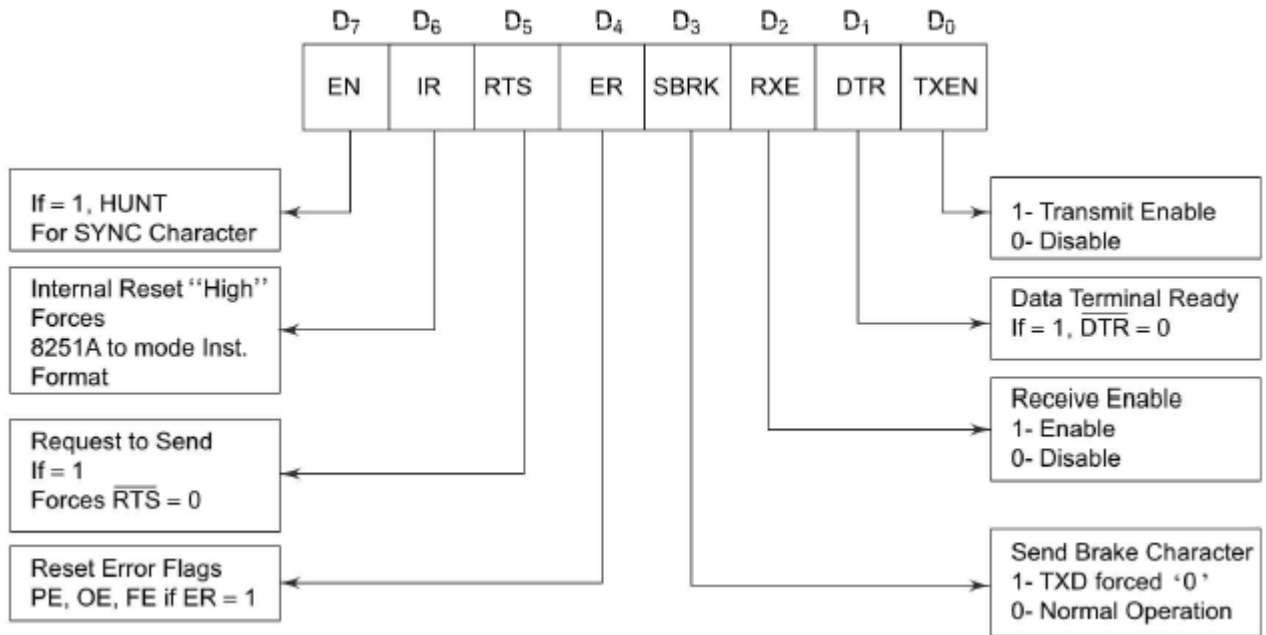 D7 D6 D5 D4 D3 D2 D1 D0
EN IR RTS ER SBRK RXE DTR TXEN
If = 1, HUNT
For SYNC Character
Internal Reset ‘‘High’’
Forces
8251A to mode Inst.
Format
Request to Send
If = 1
Forces R̅T̅S̅ = 0
Reset Error Flags
PE, OE, FE if ER = 1
1- Transmit Enable
0- Disable
Data Terminal Ready
If = 1, D̅T̅R̅ = 0
Receive Enable
1- Enable
0- Disable
Send Brake Character
1- TXD forced ‘0’
0- Normal Operation